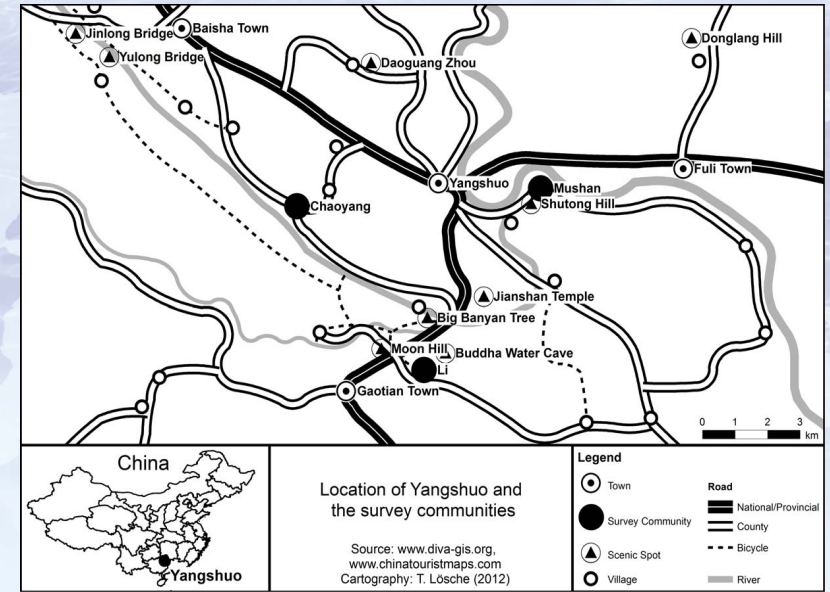 Jinlong Bridge
Baisha Town
Yulong Bridge
Daoguang Zhou
Donglang Hill
Yangshuo
Fuli Town
Mushan
Shutong Hill
Chaoyang
Jianshan Temple
Big Banyan Tree
Moon Hill
Buddha Water Cave
Li
Gaotian Town
0 1 2 3
km
China
Yangshuo
Location of Yangshuo and
the survey communities
Source: www.diva-gis.org,
www.chinatouristmaps.com
Cartography: T. Lösche (2012)
Legend
Town
Survey Community
Scenic Spot
Village
Road
National/Provincial
County
Bicycle
River